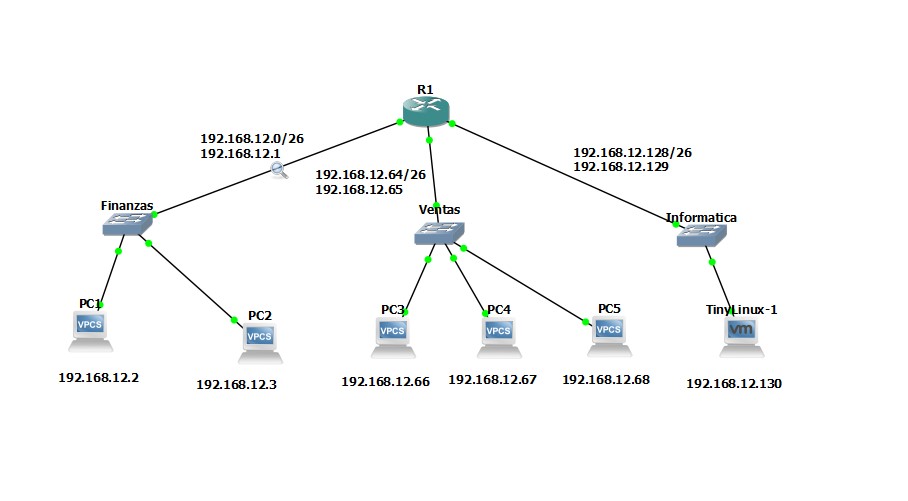 R1
192.168.12.0/26
192.168.12.1
192.168.12.64/26
192.168.12.65
192.168.12.128/26
192.168.12.129
Finanzas
Ventas
Informatica
PC1
VPCS
192.168.12.2
PC2
VPCS
192.168.12.3
PC3
VPCS
192.168.12.66
PC4
VPCS
192.168.12.67
PC5
VPCS
192.168.12.68
TinyLinux-1
vm
192.168.12.130